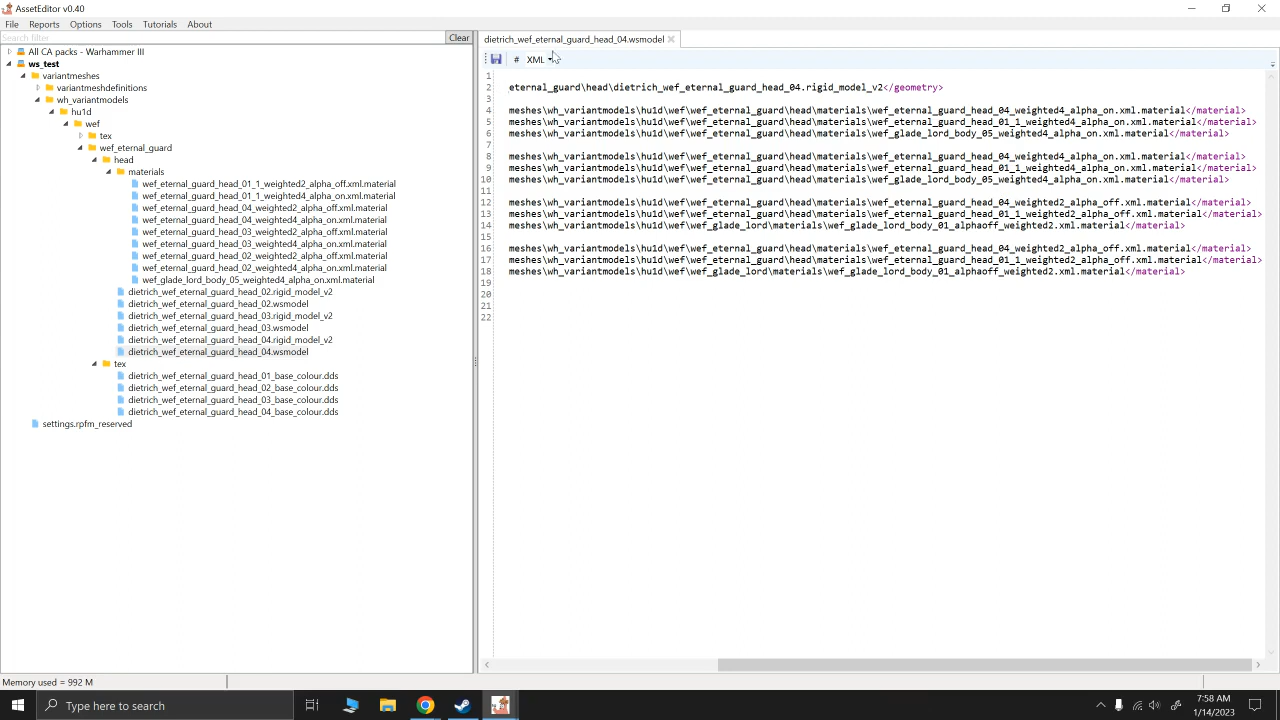 AssetEditor v0.40
File Reports Options Tools Tutorials About
Search filter
Clear
All CA packs - Warhammer III
ws_test
variantmeshes
variantmeshdefinitions
wh_variantmodels
hu1d
wef
tex
wef_eternal_guard
head
materials
wef_eternal_guard_head_01_1_weighted2_alpha_off.xml.material
wef_eternal_guard_head_01_1_weighted4_alpha_on.xml.material
wef_eternal_guard_head_04_weighted2_alpha_off.xml.material
wef_eternal_guard_head_04_weighted4_alpha_on.xml.material
wef_eternal_guard_head_03_weighted2_alpha_off.xml.material
wef_eternal_guard_head_03_weighted4_alpha_on.xml.material
wef_eternal_guard_head_02_weighted2_alpha_off.xml.material
wef_eternal_guard_head_02_weighted4_alpha_on.xml.material
wef_glade_lord_body_05_weighted4_alpha_on.xml.material
dietrich_wef_eternal_guard_head_02.rigid_model_v2
dietrich_wef_eternal_guard_head_02.wsmodel
dietrich_wef_eternal_guard_head_03.rigid_model_v2
dietrich_wef_eternal_guard_head_03.wsmodel
dietrich_wef_eternal_guard_head_04.rigid_model_v2
dietrich_wef_eternal_guard_head_04.wsmodel
tex
dietrich_wef_eternal_guard_head_01_base_colour.dds
dietrich_wef_eternal_guard_head_02_base_colour.dds
dietrich_wef_eternal_guard_head_03_base_colour.dds
dietrich_wef_eternal_guard_head_04_base_colour.dds
settings.rpfm_reserved
dietrich_wef_eternal_guard_head_04.wsmodel
# XML
1
2 eternal_guard\head\dietrich_wef_eternal_guard_head_04.rigid_model_v2</geometry>
3
4 meshes\wh_variantmodels\hu1d\wef\wef_eternal_guard\head\materials\wef_eternal_guard_head_04_weighted4_alpha_on.xml.material</material>
5 meshes\wh_variantmodels\hu1d\wef\wef_eternal_guard\head\materials\wef_eternal_guard_head_01_1_weighted4_alpha_on.xml.material</material>
6 meshes\wh_variantmodels\hu1d\wef\wef_eternal_guard\head\materials\wef_glade_lord_body_05_weighted4_alpha_on.xml.material</material>
7
8 meshes\wh_variantmodels\hu1d\wef\wef_eternal_guard\head\materials\wef_eternal_guard_head_04_weighted4_alpha_on.xml.material</material>
9 meshes\wh_variantmodels\hu1d\wef\wef_eternal_guard\head\materials\wef_eternal_guard_head_01_1_weighted4_alpha_on.xml.material</material>
10 meshes\wh_variantmodels\hu1d\wef\wef_eternal_guard\head\materials\wef_glade_lord_body_05_weighted4_alpha_on.xml.material</material>
11
12 meshes\wh_variantmodels\hu1d\wef\wef_eternal_guard\head\materials\wef_eternal_guard_head_04_weighted2_alpha_off.xml.material</material>
13 meshes\wh_variantmodels\hu1d\wef\wef_eternal_guard\head\materials\wef_eternal_guard_head_01_1_weighted2_alpha_off.xml.material</material>
14 meshes\wh_variantmodels\hu1d\wef\wef_glade_lord\materials\wef_glade_lord_body_01_alphaoff_weighted2.xml.material</material>
15
16 meshes\wh_variantmodels\hu1d\wef\wef_eternal_guard\head\materials\wef_eternal_guard_head_04_weighted2_alpha_off.xml.material</material>
17 meshes\wh_variantmodels\hu1d\wef\wef_eternal_guard\head\materials\wef_eternal_guard_head_01_1_weighted2_alpha_off.xml.material</material>
18 meshes\wh_variantmodels\hu1d\wef\wef_glade_lord\materials\wef_glade_lord_body_01_alphaoff_weighted2.xml.material</material>
19
20
21
22
Memory used = 992 M
Type here to search
7:58 AM
1/14/2023